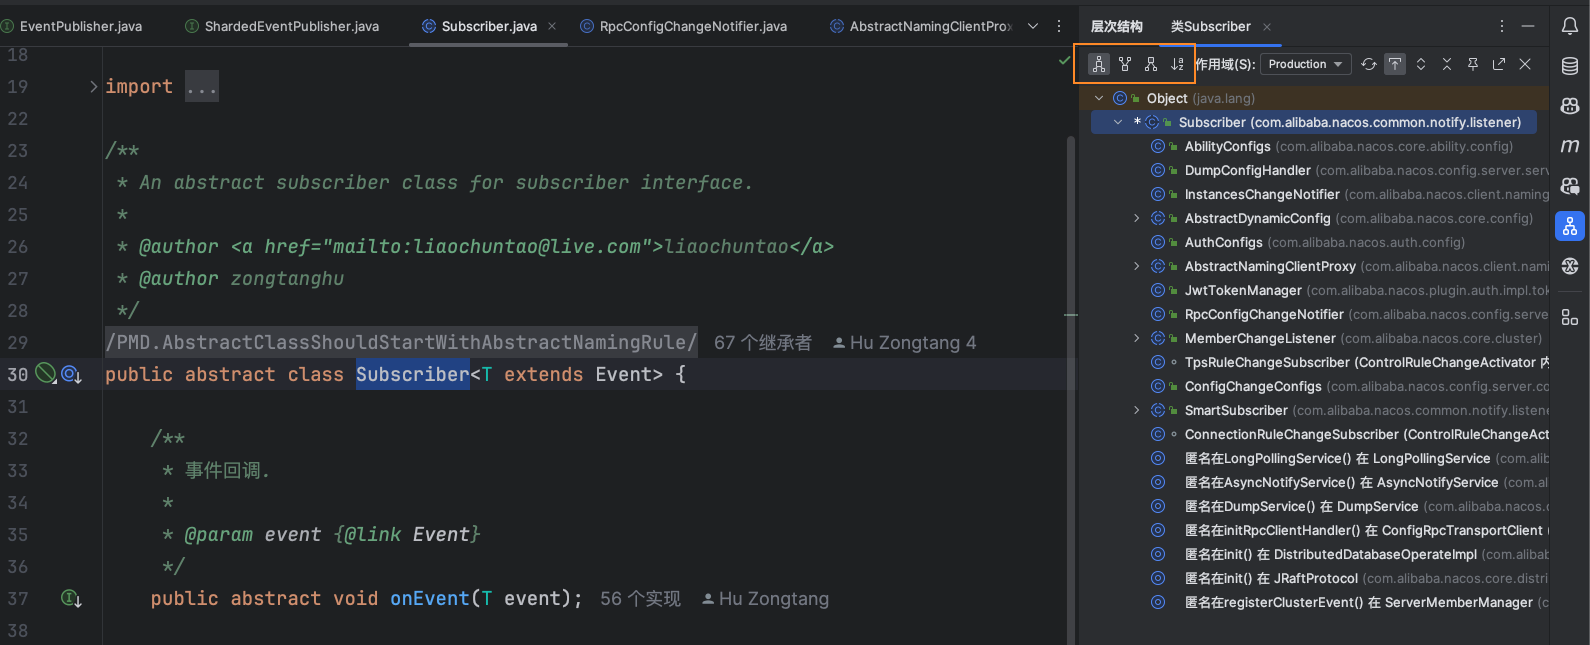 EventPublisher.java
ShardedEventPublisher.java
Subscriber.java
RpcConfigChangeNotifier.java
AbstractNamingClientPro
18
19 import ...
22
23 /**
24 * An abstract subscriber class for subscriber interface.
25 *
26 * @author <a href="mailto:liaochuntao@live.com">liaochuntao</a>
27 * @author zongtanghu
28 */
29 /PMD.AbstractClassShouldStartWithAbstractNamingRule/ 67 个继承者 Hu Zongtang 4
30 public abstract class Subscriber<T extends Event> {
31
32 /**
33 * 事件回调.
34 *
35 * @param event {@link Event}
36 */
37 public abstract void onEvent(T event); 56 个实现 Hu Zongtang
38
层次结构 类Subscriber
作用域(S): Production
Object (java.lang)
* Subscriber (com.alibaba.nacos.common.notify.listener)
AbilityConfigs (com.alibaba.nacos.core.ability.config)
DumpConfigHandler (com.alibaba.nacos.config.server.serv
InstancesChangeNotifier (com.alibaba.nacos.client.naming
AbstractDynamicConfig (com.alibaba.nacos.core.config)
AuthConfigs (com.alibaba.nacos.auth.config)
AbstractNamingClientProxy (com.alibaba.nacos.client.nami
JwtTokenManager (com.alibaba.nacos.plugin.auth.impl.tok
RpcConfigChangeNotifier (com.alibaba.nacos.config.serve
MemberChangeListener (com.alibaba.nacos.core.cluster)
TpsRuleChangeSubscriber (ControlRuleChangeActivator 内
ConfigChangeConfigs (com.alibaba.nacos.config.server.co
SmartSubscriber (com.alibaba.nacos.common.notify.listene
ConnectionRuleChangeSubscriber (ControlRuleChangeAct
匿名在LongPollingService() 在 LongPollingService (com.alib
匿名在AsyncNotifyService() 在 AsyncNotifyService (com.al
匿名在DumpService() 在 DumpService (com.alibaba.nacos.c
匿名在initRpcClientHandler() 在 ConfigRpcTransportClient (
匿名在init() 在 DistributedDatabaseOperateImpl (com.alibab
匿名在init() 在 JRaftProtocol (com.alibaba.nacos.core.distri
匿名在registerClusterEvent() 在 ServerMemberManager (c